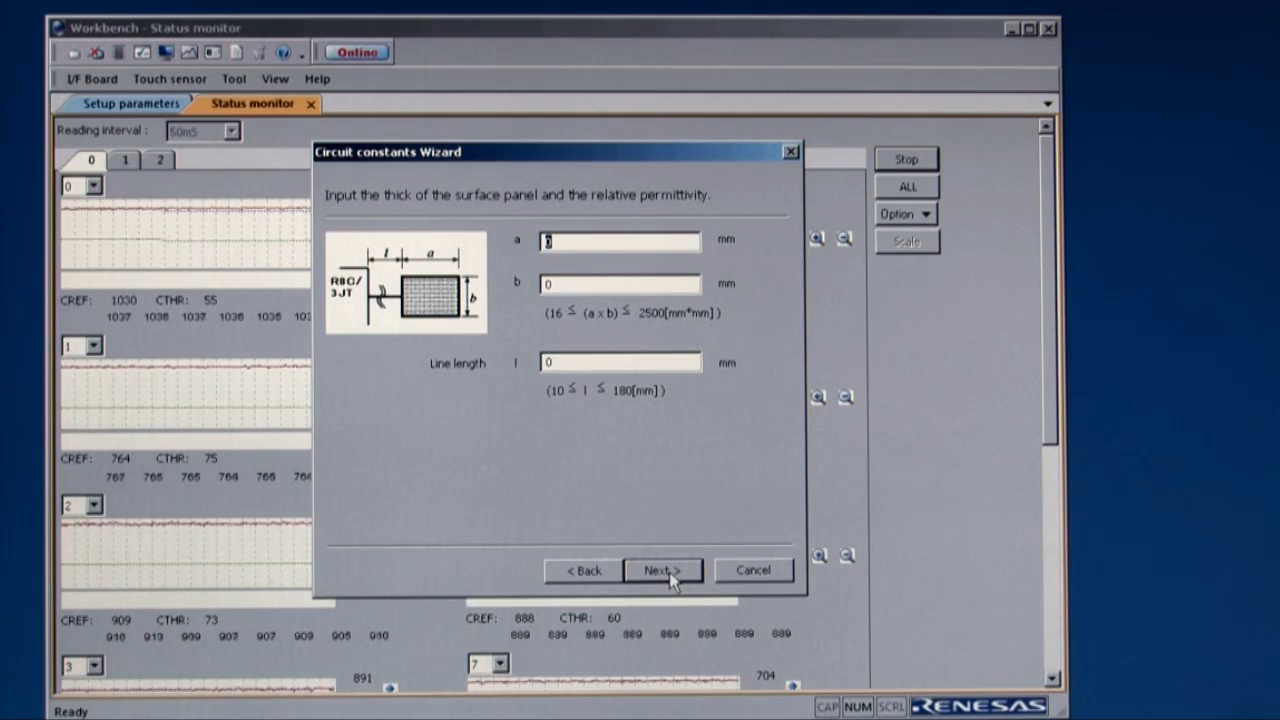 Workbench - Status monitor
Online
I/F Board Touch sensor Tool View Help
Setup parameters Status monitor
Reading interval : 50mS
0 1 2
0
CREF: 1030 CTHR: 55
1037 1036 1037 1036 1036
1
CREF: 764 CTHR: 75
767 765 765 764 766
2
CREF: 909 CTHR: 73
910 913 909 907 907 909 905 910
3
891
Circuit constants Wizard
Input the thick of the surface panel and the relative permittivity.
l a
R8C/
3JT
b
a 0 mm
b 0 mm
(16 ≦ (a x b) ≦ 2500[mm*mm] )
Line length l 0 mm
(10 ≦ l ≦ 180[mm] )
< Back Next > Cancel
CREF: 888 CTHR: 60
889 889 889 889 889 889 889 889
7
704
Stop
ALL
Option
Scale
Ready
CAP NUM SCRL RENESAS